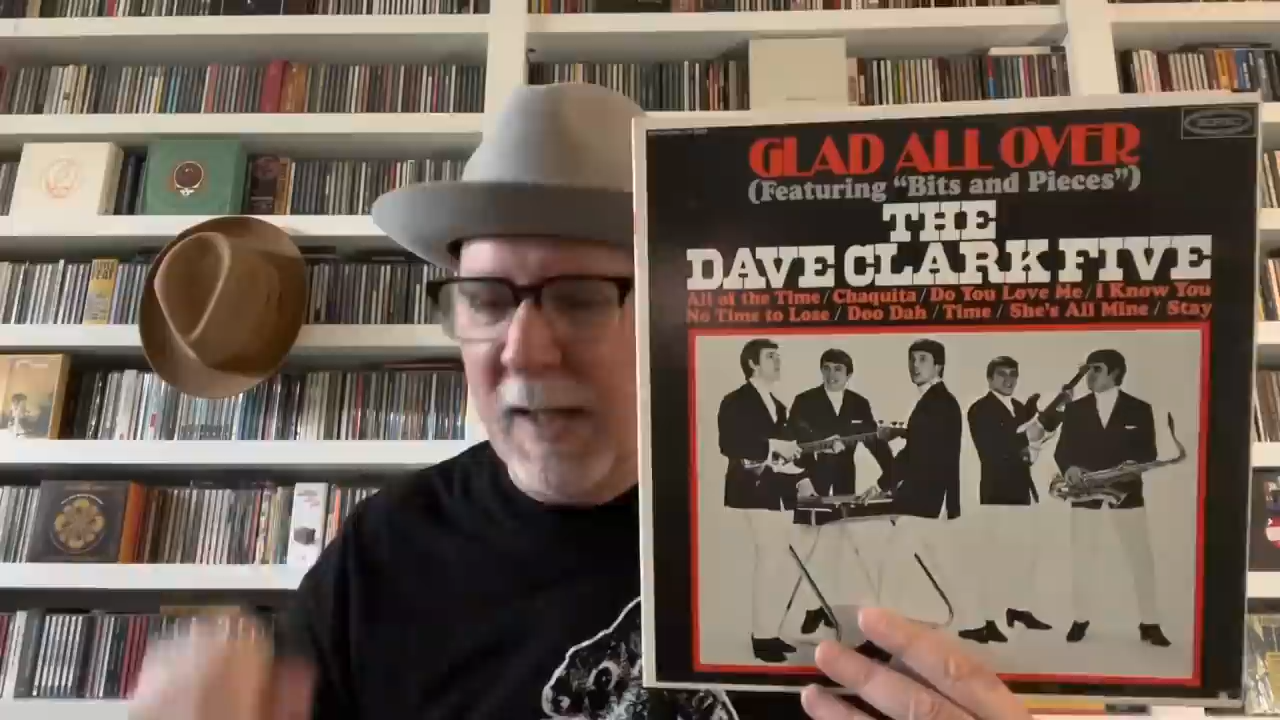 GLAD ALL OVER
(Featuring "Bits and Pieces")
THE
DAVE CLARK FIVE
All of the Time / Chaquita / Do You Love Me / I Know You
No Time to Lose / Doo Dah / Time / She's All Mine / Stay